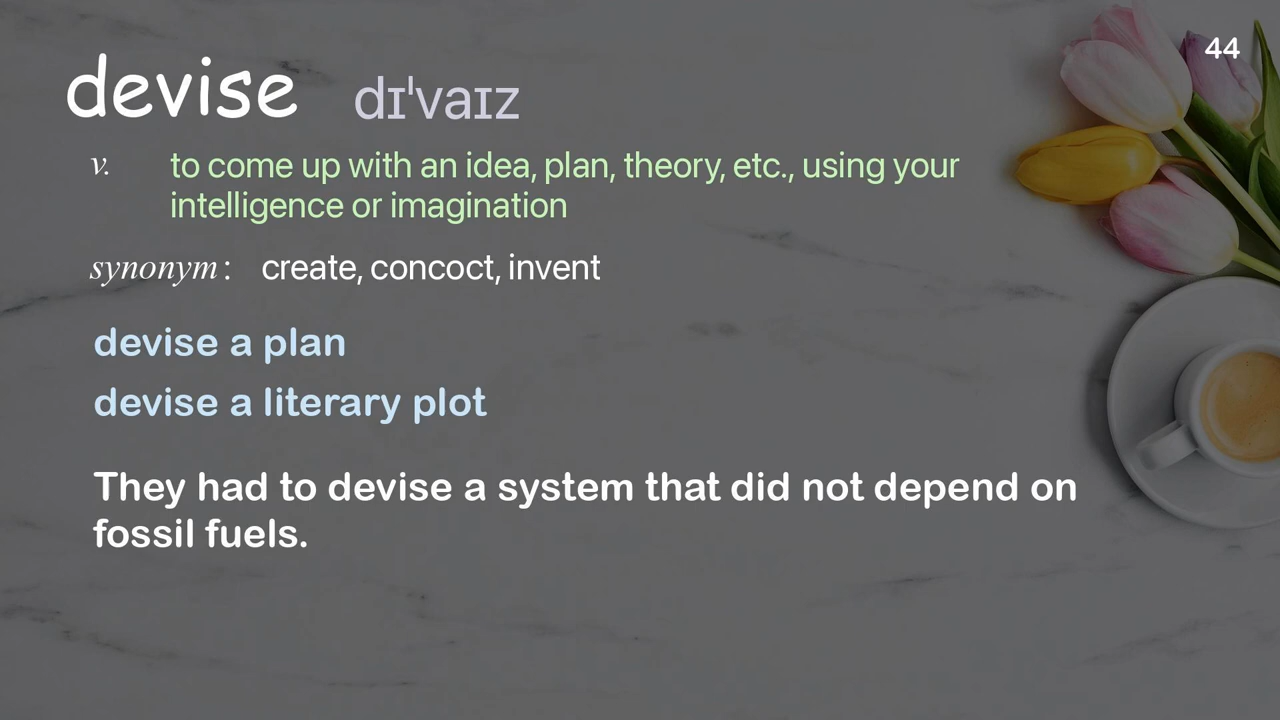 44
devise dɪˈvaɪz
v. to come up with an idea, plan, theory, etc., using your
intelligence or imagination
synonym: create, concoct, invent
devise a plan
devise a literary plot
They had to devise a system that did not depend on
fossil fuels.